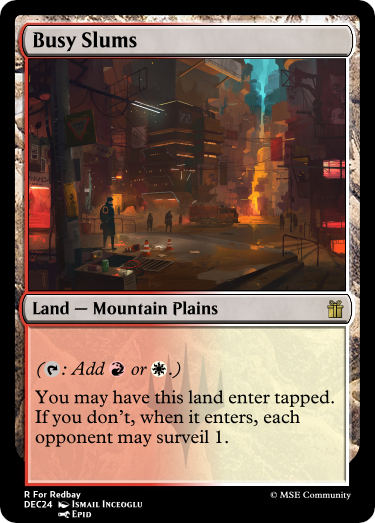 Busy Slums
Land — Mountain Plains
(T: Add R or W.)
You may have this land enter tapped.
If you don't, when it enters, each
opponent may surveil 1.
R For Redbay
DEC24 Ismail Inceoglu
Epid
© MSE Community